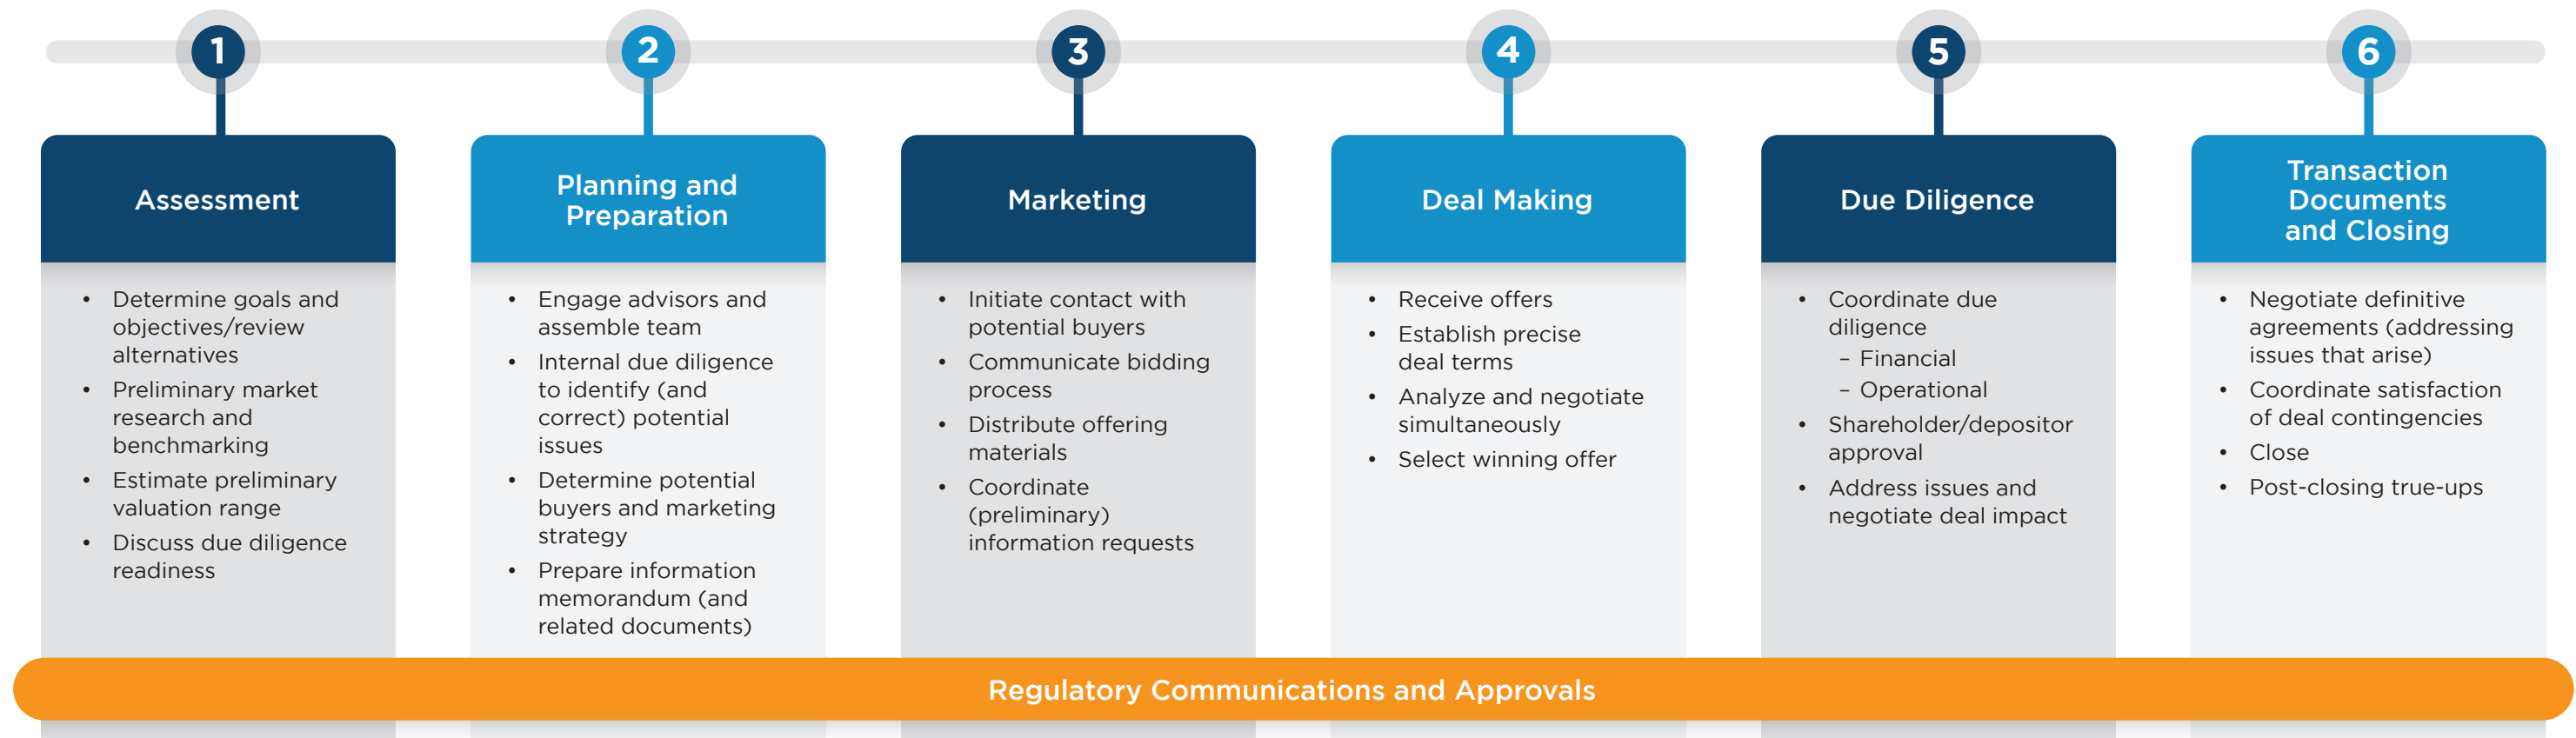 1
Assessment
• Determine goals and
objectives/review
alternatives
• Preliminary market
research and
benchmarking
• Estimate preliminary
valuation range
• Discuss due diligence
readiness
2
Planning and
Preparation
• Engage advisors and
assemble team
• Internal due diligence
to identify (and
correct) potential
issues
• Determine potential
buyers and marketing
strategy
• Prepare information
memorandum (and
related documents)
3
Marketing
• Initiate contact with
potential buyers
• Communicate bidding
process
• Distribute offering
materials
• Coordinate
(preliminary)
information requests
4
Deal Making
• Receive offers
• Establish precise
deal terms
• Analyze and negotiate
simultaneously
• Select winning offer
5
Due Diligence
• Coordinate due
diligence
– Financial
– Operational
• Shareholder/depositor
approval
• Address issues and
negotiate deal impact
6
Transaction
Documents
and Closing
• Negotiate definitive
agreements (addressing
issues that arise)
• Coordinate satisfaction
of deal contingencies
• Close
• Post-closing true-ups
Regulatory Communications and Approvals